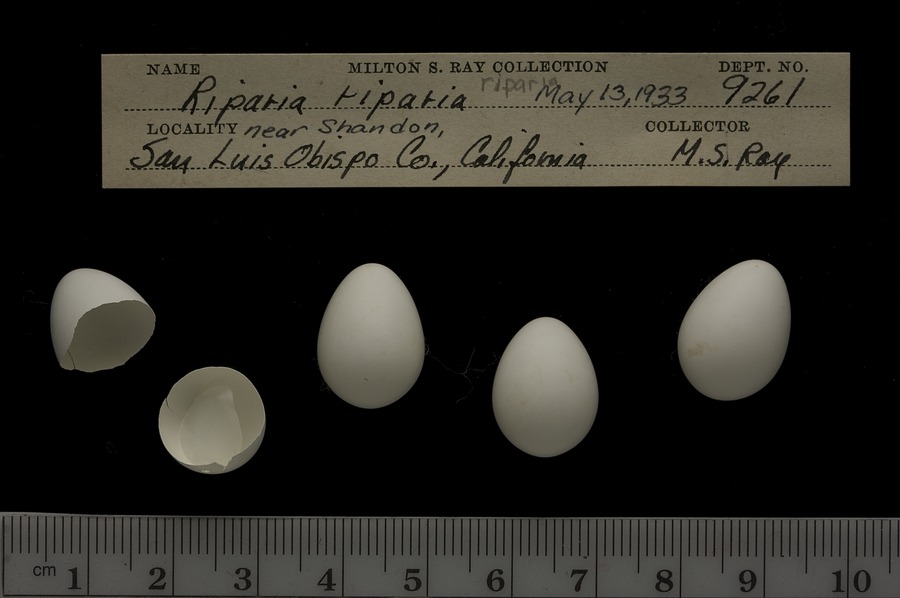 NAME MILTON S. RAY COLLECTION DEPT. NO.
Riparia riparia riparia May 13, 1933 9261
LOCALITY near Shandon, COLLECTOR
San Luis Obispo Co., California M. S. Ray
cm 1 2 3 4 5 6 7 8 9 10